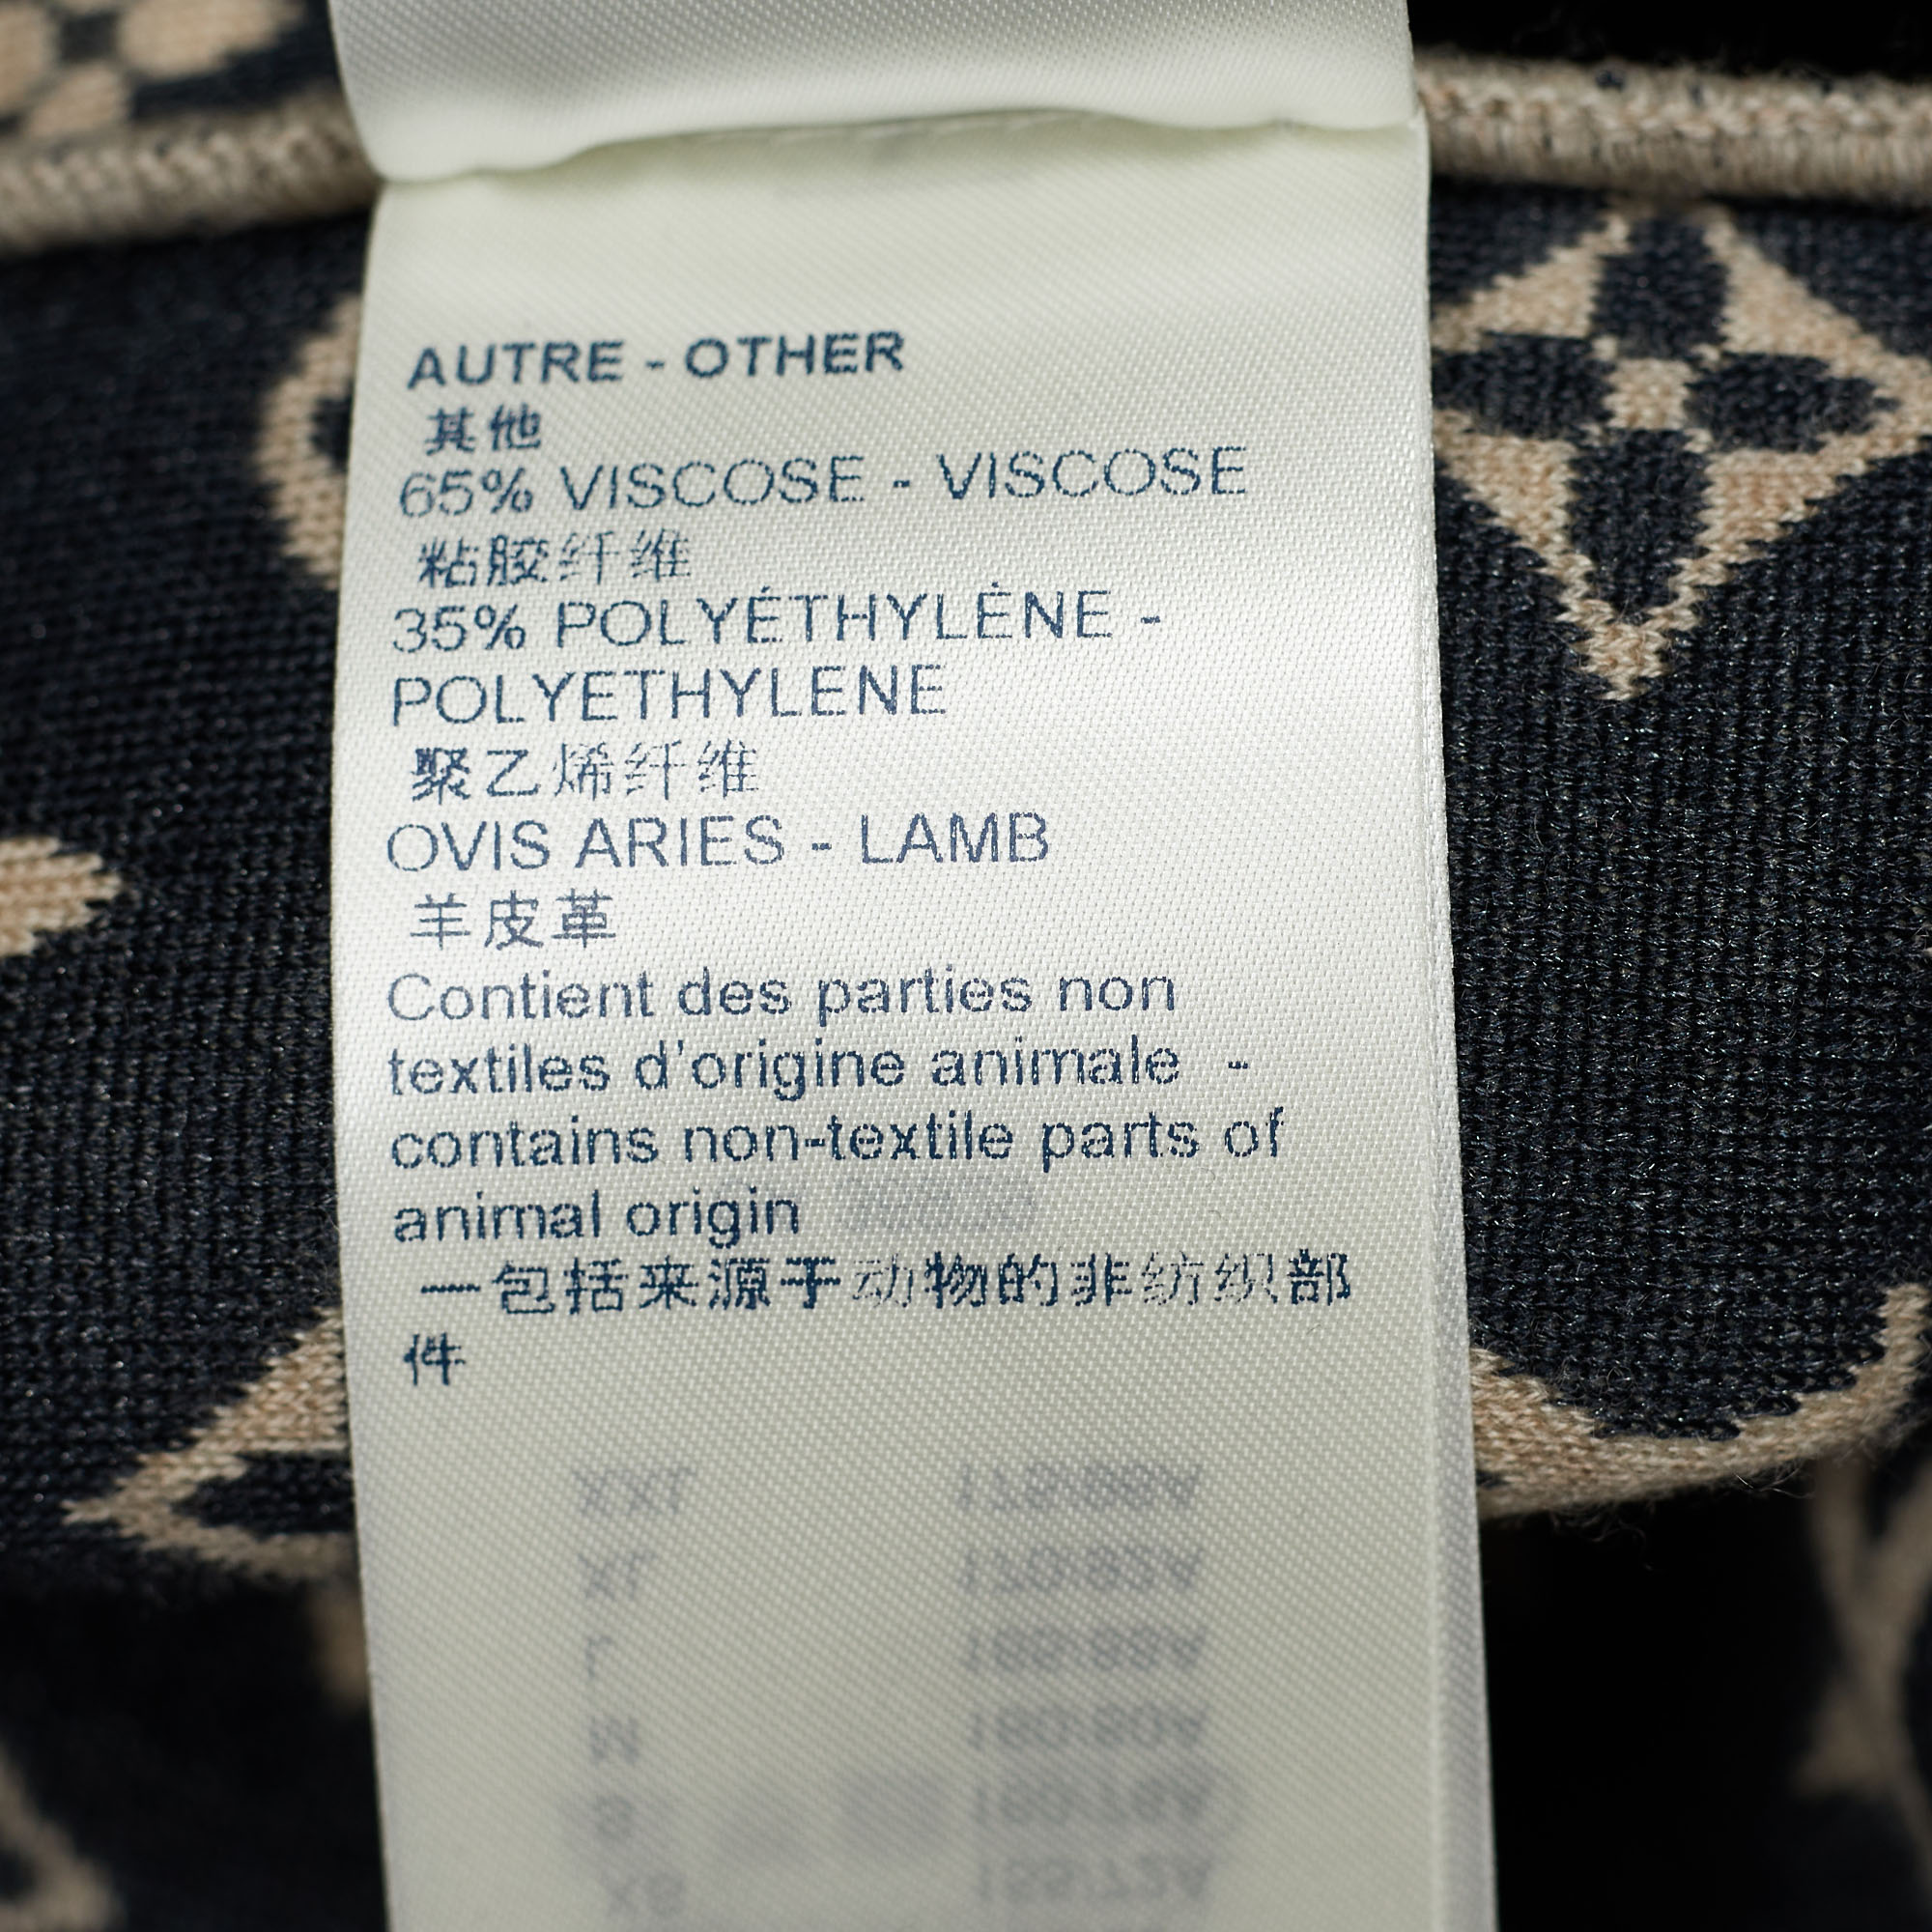 AUTRE - OTHER
其他
65% VISCOSE - VISCOSE
粘胶纤维
35% POLYÉTHYLÈNE -
POLYETHYLENE
聚乙烯纤维
OVIS ARIES - LAMB
羊皮革
Contient des parties non
textiles d'origine animale -
contains non-textile parts of
animal origin
一包括来源于动物的非纺织部
件